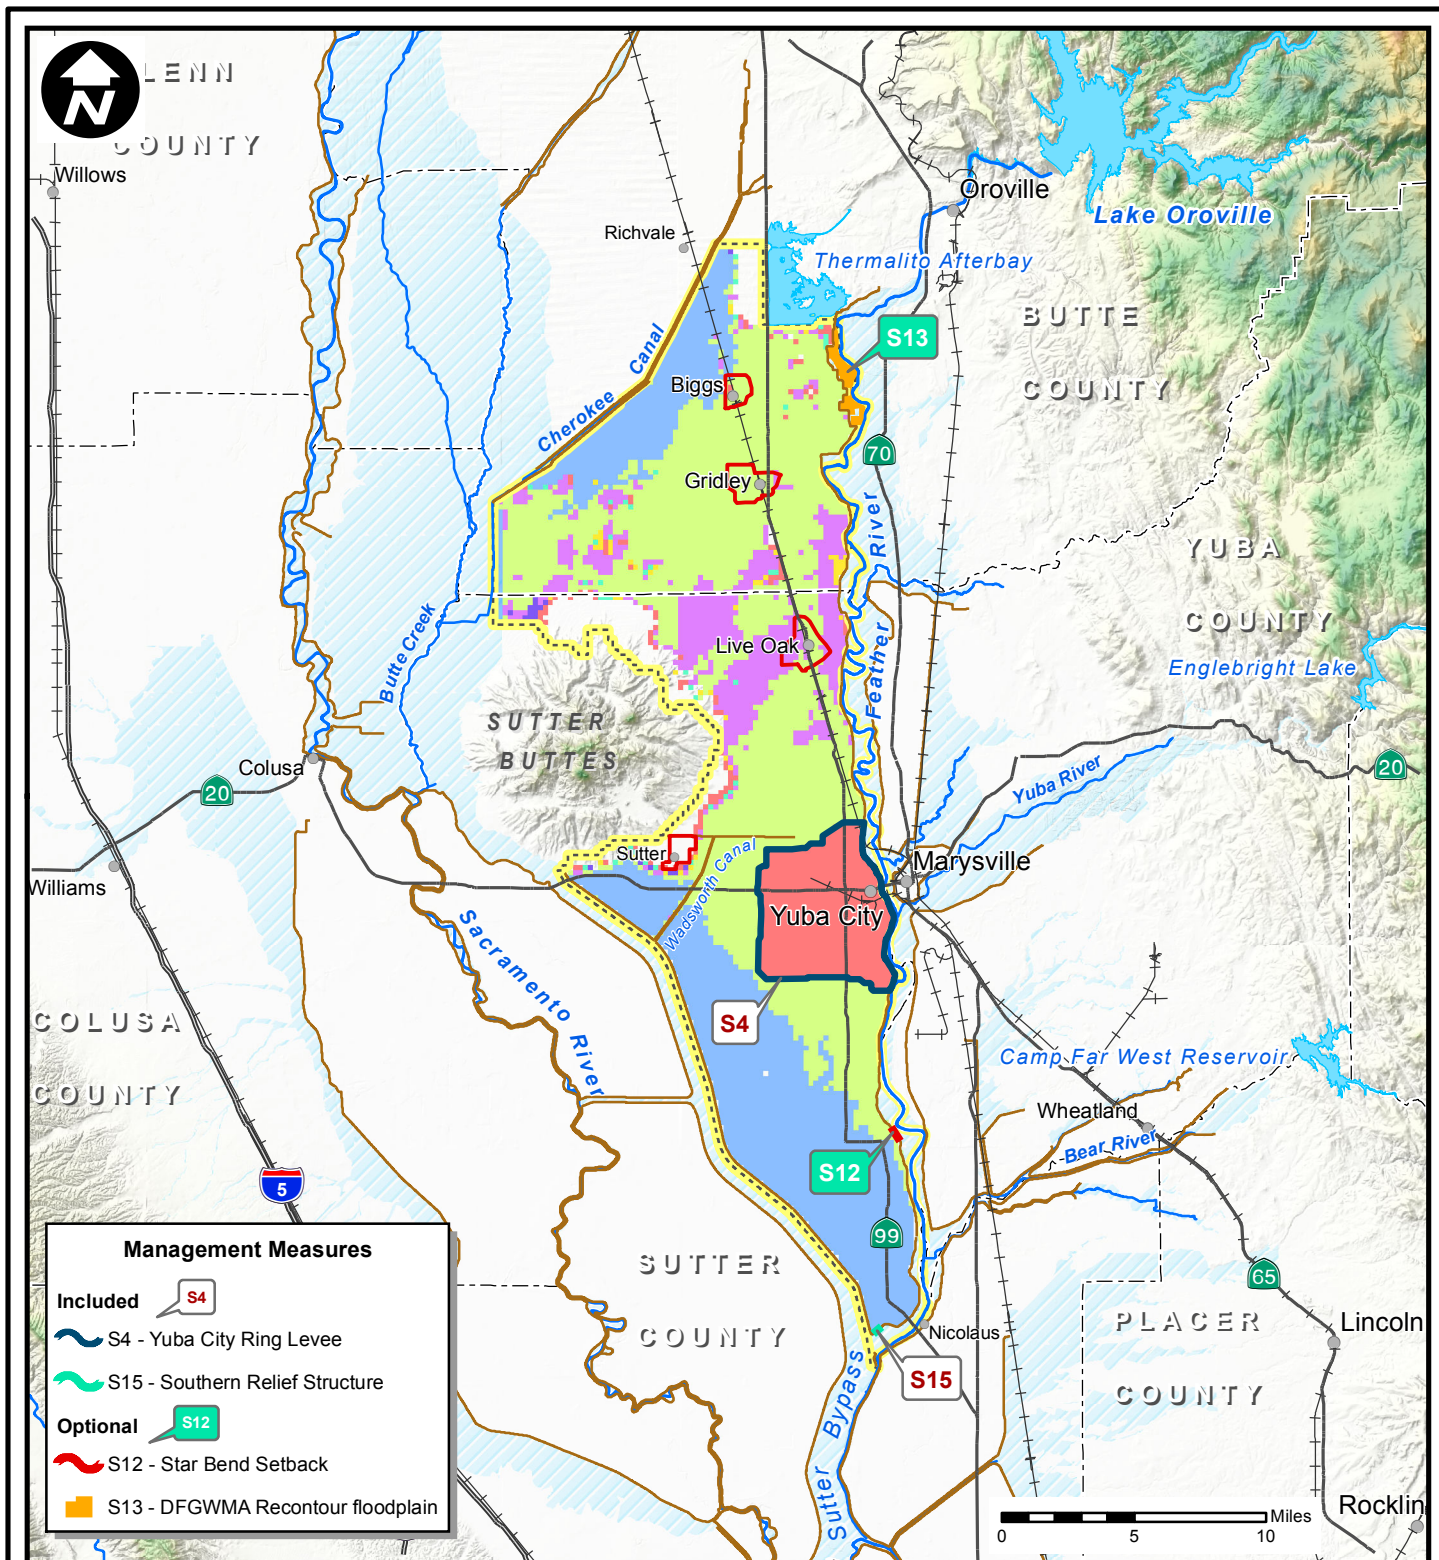 N
LENN
COUNTY
Willows
Oroville
Lake Oroville
Richvale
Thermalito Afterbay
BUTTE
COUNTY
S13
Cherokee Canal
Biggs
70
Gridley
Feather River
YUBA
COUNTY
Butte Creek
Live Oak
Feather River
Englebright Lake
SUTTER
BUTTES
Colusa
20
20
Yuba River
Sutter
Wadsworth Canal
Marysville
Williams
Yuba City
Sacramento River
S4
COLUSA
COUNTY
Camp Far West Reservoir
Wheatland
Bear River
S12
5
99
SUTTER
COUNTY
65
PLACER
COUNTY
Lincoln
Nicolaus
S15
Sutter Bypass
Rocklin
Management Measures
Included
S4
S4 - Yuba City Ring Levee
S15 - Southern Relief Structure
Optional
S12
S12 - Star Bend Setback
S13 - DFGWMA Recontour floodplain
Miles
0 5 10